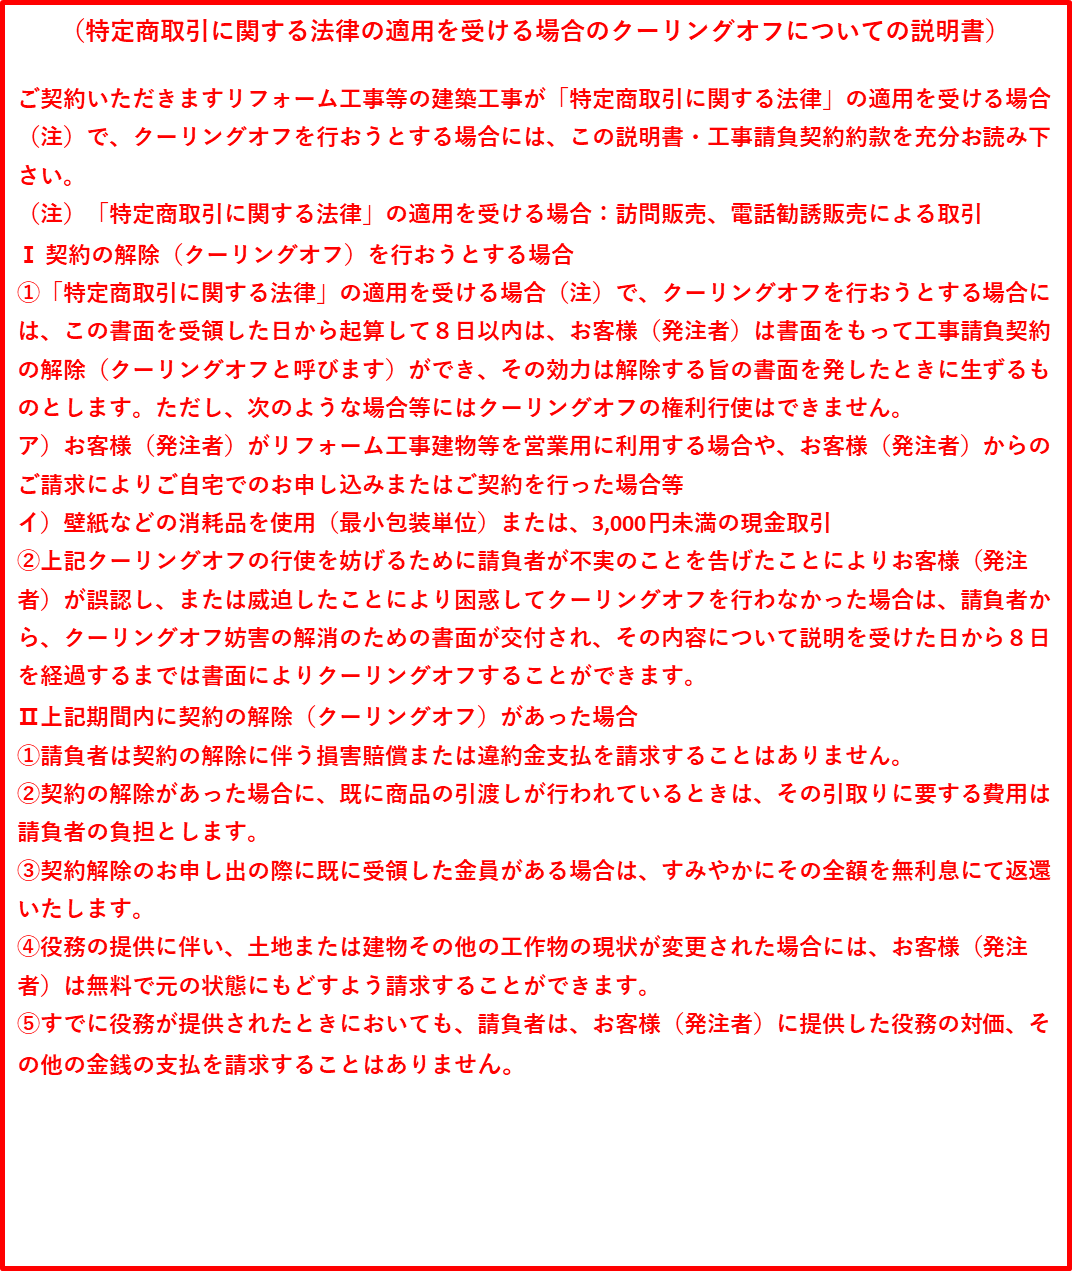 （特定商取引に関する法律の適用を受ける場合のクーリングオフについての説明書）
ご契約いただきますリフォーム工事等の建築工事が「特定商取引に関する法律」の適用を受ける場合
（注）で、クーリングオフを行おうとする場合には、この説明書・工事請負契約約款を充分お読み下
さい。
（注）「特定商取引に関する法律」の適用を受ける場合：訪問販売、電話勧誘販売による取引
Ⅰ 契約の解除（クーリングオフ）を行おうとする場合
①「特定商取引に関する法律」の適用を受ける場合（注）で、クーリングオフを行おうとする場合に
は、この書面を受領した日から起算して８日以内は、お客様（発注者）は書面をもって工事請負契約
の解除（クーリングオフと呼びます）ができ、その効力は解除する旨の書面を発したときに生ずるも
のとします。ただし、次のような場合等にはクーリングオフの権利行使はできません。
ア）お客様（発注者）がリフォーム工事建物等を営業用に利用する場合や、お客様（発注者）からの
ご請求によりご自宅でのお申し込みまたはご契約を行った場合等
イ）壁紙などの消耗品を使用（最小包装単位）または、3,000円未満の現金取引
②上記クーリングオフの行使を妨げるために請負者が不実のことを告げたことによりお客様（発注
者）が誤認し、または威迫したことにより困惑してクーリングオフを行わなかった場合は、請負者か
ら、クーリングオフ妨害の解消のための書面が交付され、その内容について説明を受けた日から８日
を経過するまでは書面によりクーリングオフすることができます。
Ⅱ上記期間内に契約の解除（クーリングオフ）があった場合
①請負者は契約の解除に伴う損害賠償または違約金支払を請求することはありません。
②契約の解除があった場合に、既に商品の引渡しが行われているときは、その引取りに要する費用は
請負者の負担とします。
③契約解除のお申し出の際に既に受領した金員がある場合は、すみやかにその全額を無利息にて返還
いたします。
④役務の提供に伴い、土地または建物その他の工作物の現状が変更された場合には、お客様（発注
者）は無料で元の状態にもどすよう請求することができます。
⑤すでに役務が提供されたときにおいても、請負者は、お客様（発注者）に提供した役務の対価、そ
の他の金銭の支払を請求することはありません。